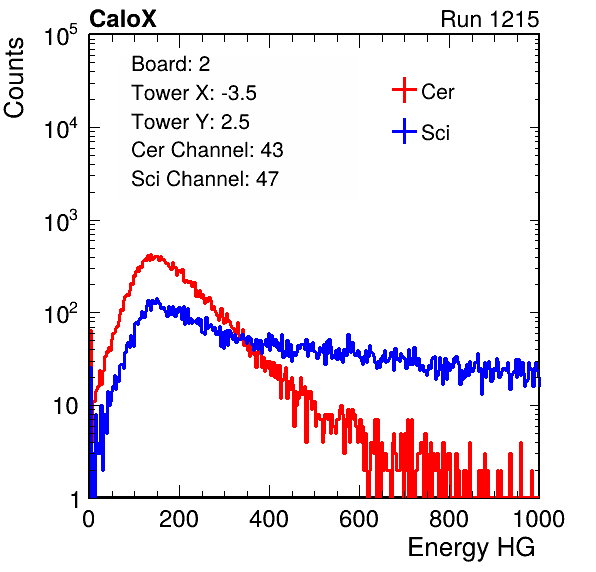 CaloX Run 1215
Counts
Board: 2
Tower X: -3.5
Tower Y: 2.5
Cer Channel: 43
Sci Channel: 47
Cer
Sci
10^5
10^4
10^3
10^2
10
1
0 200 400 600 800 1000
Energy HG